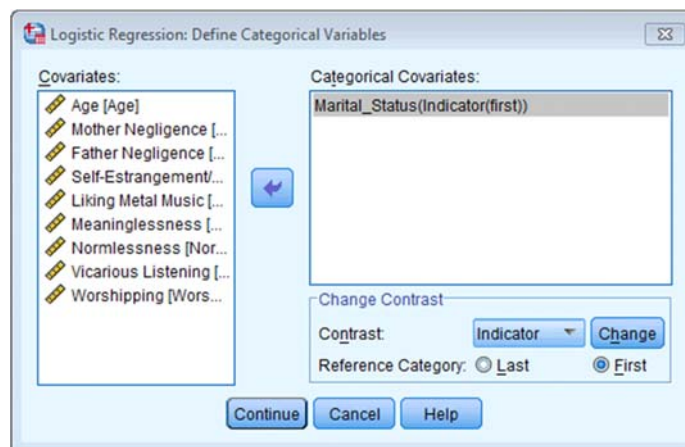 Logistic Regression: Define Categorical Variables
Covariates:
Age [Age]
Mother Negligence [...
Father Negligence [...
Self-Estrangement/...
Liking Metal Music [...
Meaninglessness [...
Normlessness [Nor...
Vicarious Listening [...
Worshipping [Wors...
Categorical Covariates:
Marital_Status(Indicator(first))
Change Contrast
Contrast: Indicator Change
Reference Category: Last First
Continue Cancel Help